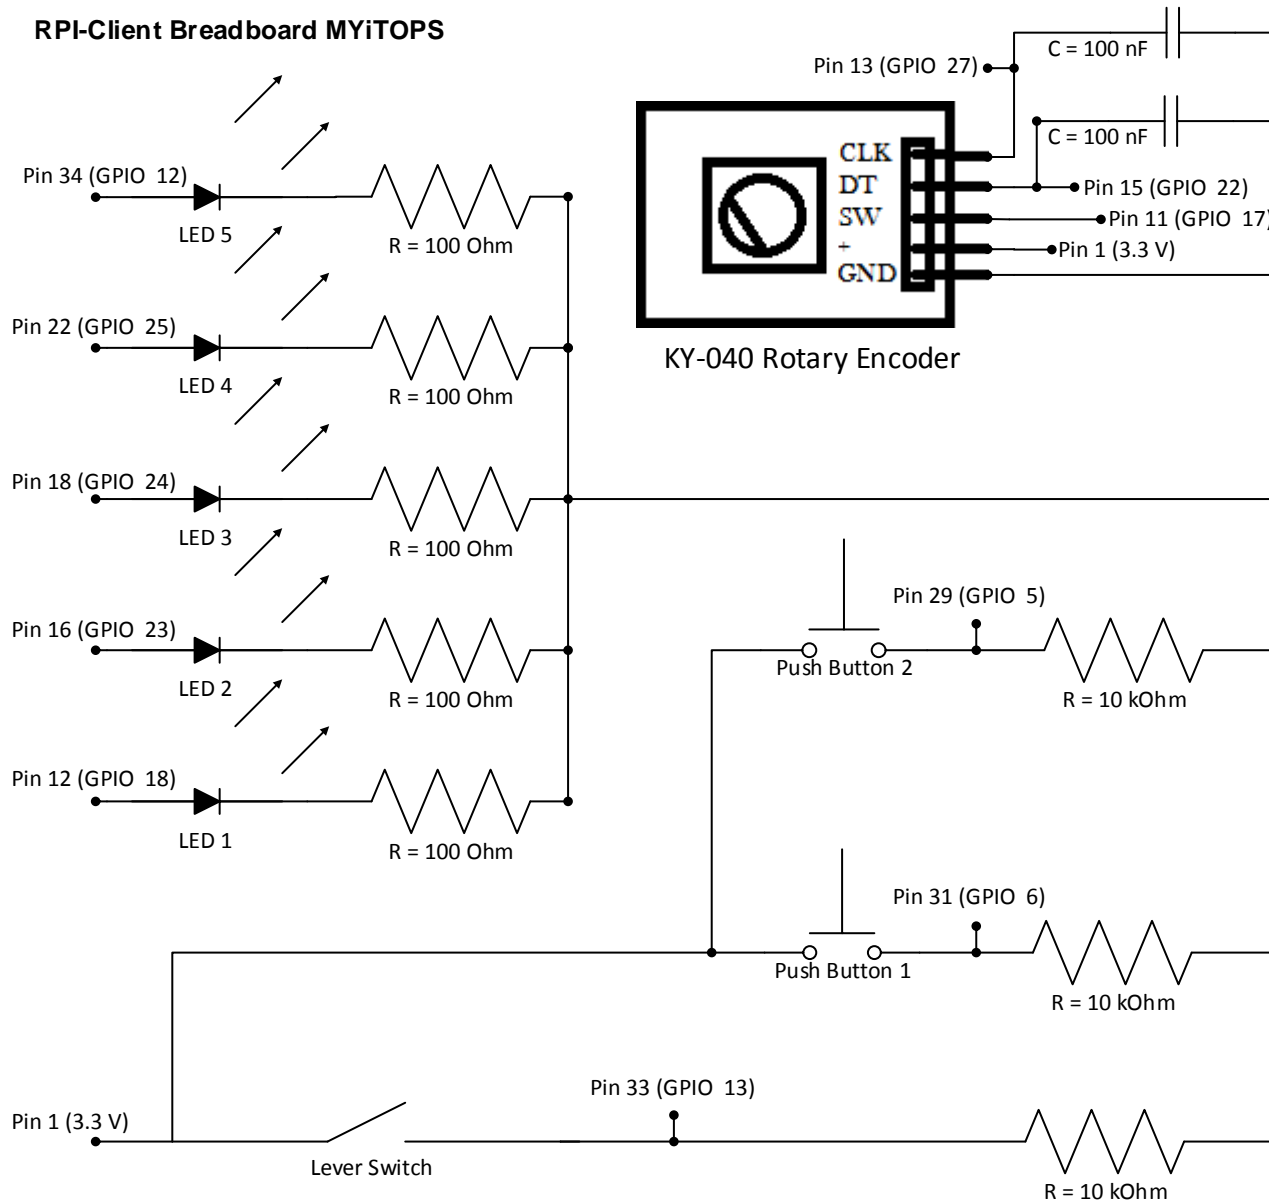 RPI-Client Breadboard MYiTOPS
C = 100 nF
Pin 13 (GPIO 27)
C = 100 nF
CLK
DT
SW
+
GND
Pin 15 (GPIO 22)
Pin 11 (GPIO 17)
Pin 1 (3.3 V)
KY-040 Rotary Encoder
Pin 34 (GPIO 12)
LED 5
R = 100 Ohm
Pin 22 (GPIO 25)
LED 4
R = 100 Ohm
Pin 18 (GPIO 24)
LED 3
R = 100 Ohm
Pin 16 (GPIO 23)
LED 2
R = 100 Ohm
Pin 12 (GPIO 18)
LED 1
R = 100 Ohm
Pin 29 (GPIO 5)
Push Button 2
R = 10 kOhm
Pin 31 (GPIO 6)
Push Button 1
R = 10 kOhm
Pin 33 (GPIO 13)
Pin 1 (3.3 V)
Lever Switch
R = 10 kOhm